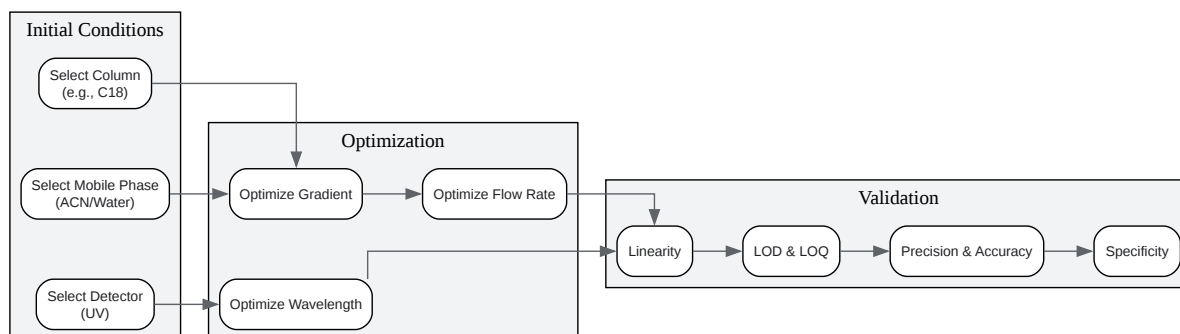 Initial Conditions
Select Column
(e.g., C18)
Select Mobile Phase
(ACN/Water)
Select Detector
(UV)
Optimization
Optimize Gradient
Optimize Flow Rate
Optimize Wavelength
Validation
Linearity
LOD & LOQ
Precision & Accuracy
Specificity